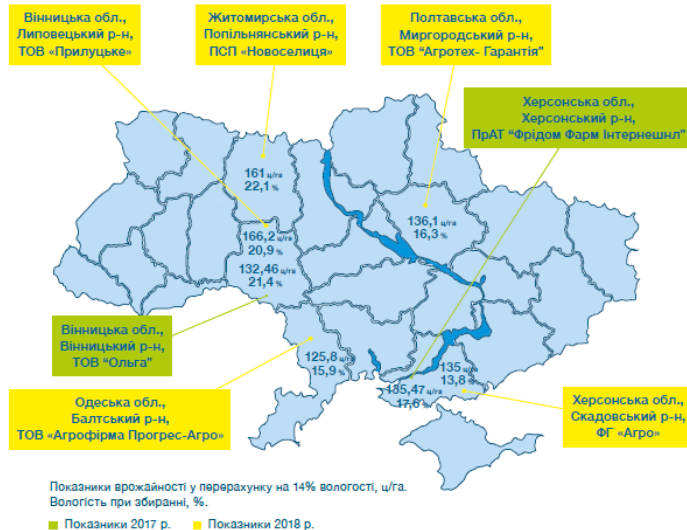 Вінницька обл.,
Липовецький р-н,
ТОВ «Прилуцьке»
Житомирська обл.,
Попільнянський р-н,
ПСП «Новоселиця»
Полтавська обл.,
Миргородський р-н,
ТОВ "Агротех- Гарантія"
Херсонська обл.,
Херсонський р-н,
ПрАТ "Фрідом Фарм Інтернешнл"
161 ц/га
22,1 %
166,2 ц/га
20,9 %
132,46 ц/га
21,4 %
136,1 ц/га
16,3 %
Вінницька обл.,
Вінницький р-н,
ТОВ "Ольга"
125,8 ц/га
15,9 %
135 ц/га
13,8 %
135,47 ц/га
17,6 %
Одеська обл.,
Балтський р-н,
ТОВ «Агрофірма Прогрес-Агро»
Херсонська обл.,
Скадовський р-н,
ФГ «Агро»
Показники врожайності у перерахунку на 14% вологості, ц/га.
Вологість при збиранні, %.
Показники 2017 р. Показники 2018 р.